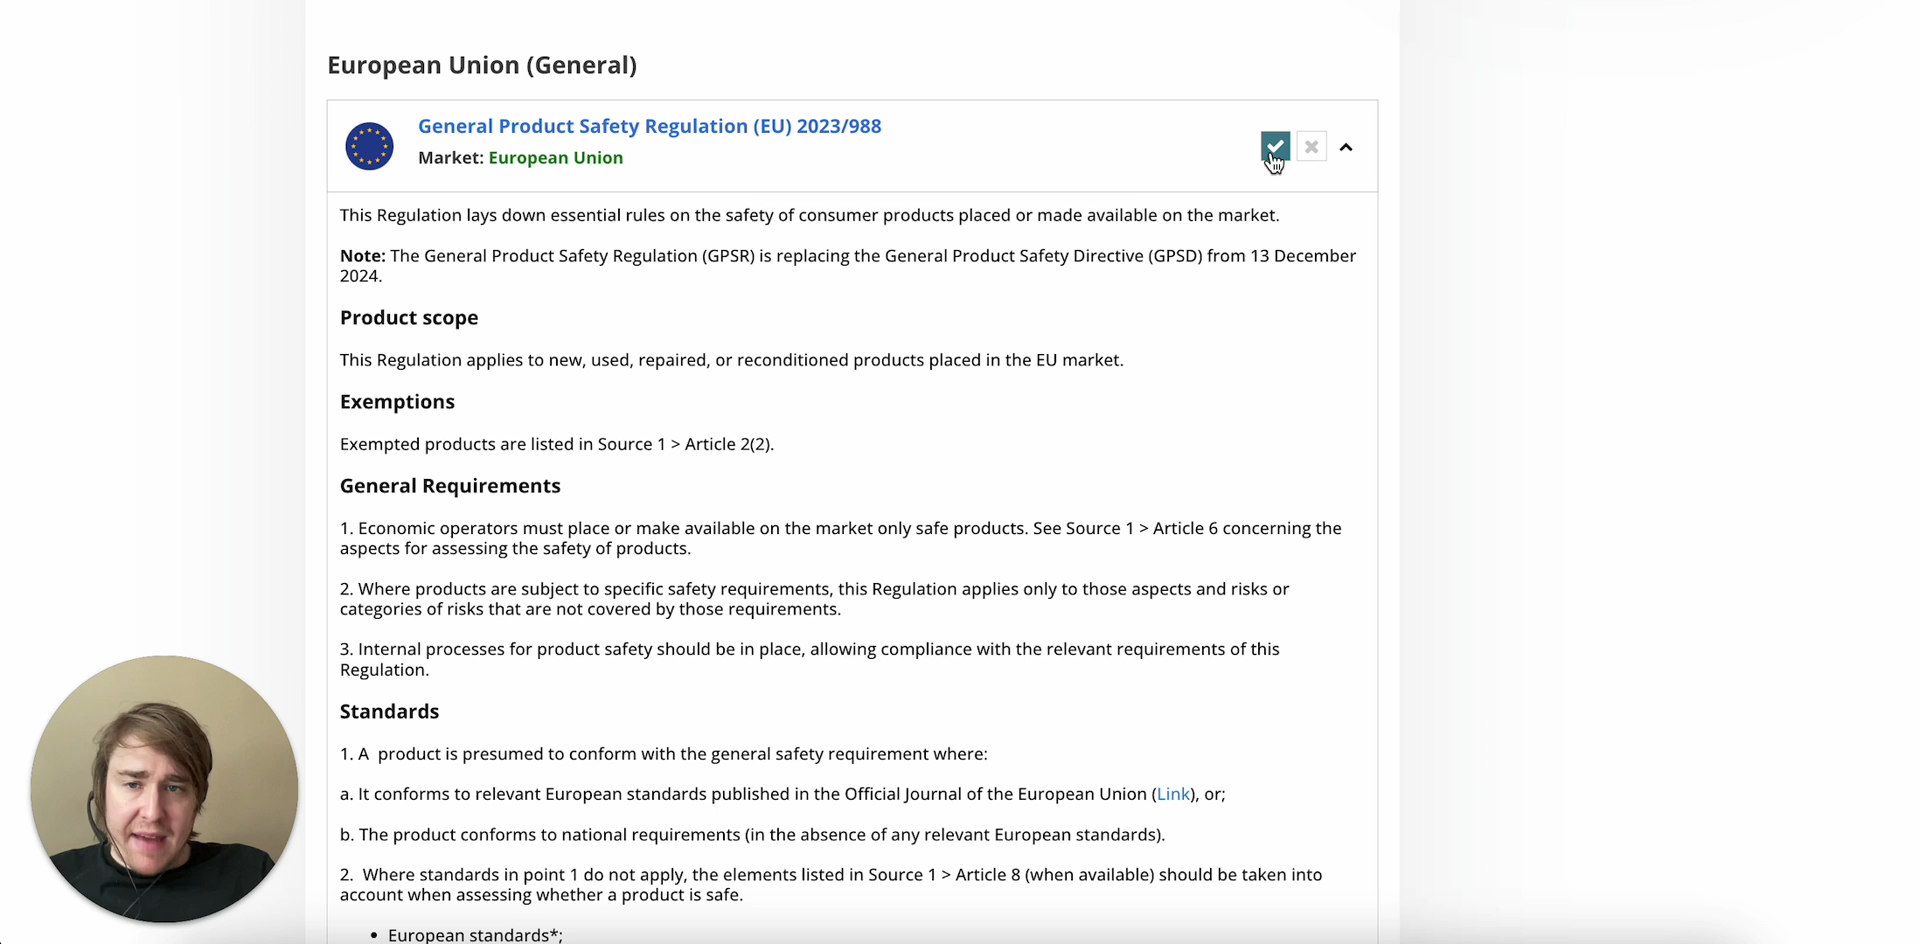 European Union (General)
General Product Safety Regulation (EU) 2023/988
Market: European Union
This Regulation lays down essential rules on the safety of consumer products placed or made available on the market.
Note: The General Product Safety Regulation (GPSR) is replacing the General Product Safety Directive (GPSD) from 13 December
2024.
Product scope
This Regulation applies to new, used, repaired, or reconditioned products placed in the EU market.
Exemptions
Exempted products are listed in Source 1 > Article 2(2).
General Requirements
1. Economic operators must place or make available on the market only safe products. See Source 1 > Article 6 concerning the
aspects for assessing the safety of products.
2. Where products are subject to specific safety requirements, this Regulation applies only to those aspects and risks or
categories of risks that are not covered by those requirements.
3. Internal processes for product safety should be in place, allowing compliance with the relevant requirements of this
Regulation.
Standards
1. A  product is presumed to conform with the general safety requirement where:
a. It conforms to relevant European standards published in the Official Journal of the European Union (Link), or;
b. The product conforms to national requirements (in the absence of any relevant European standards).
2.  Where standards in point 1 do not apply, the elements listed in Source 1 > Article 8 (when available) should be taken into
account when assessing whether a product is safe.
• European standards*;